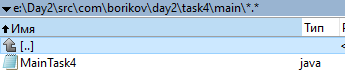 e:\Day2\src\com\borikov\day2\task4\main\*.*
Имя Тип
[..]
MainTask4 java